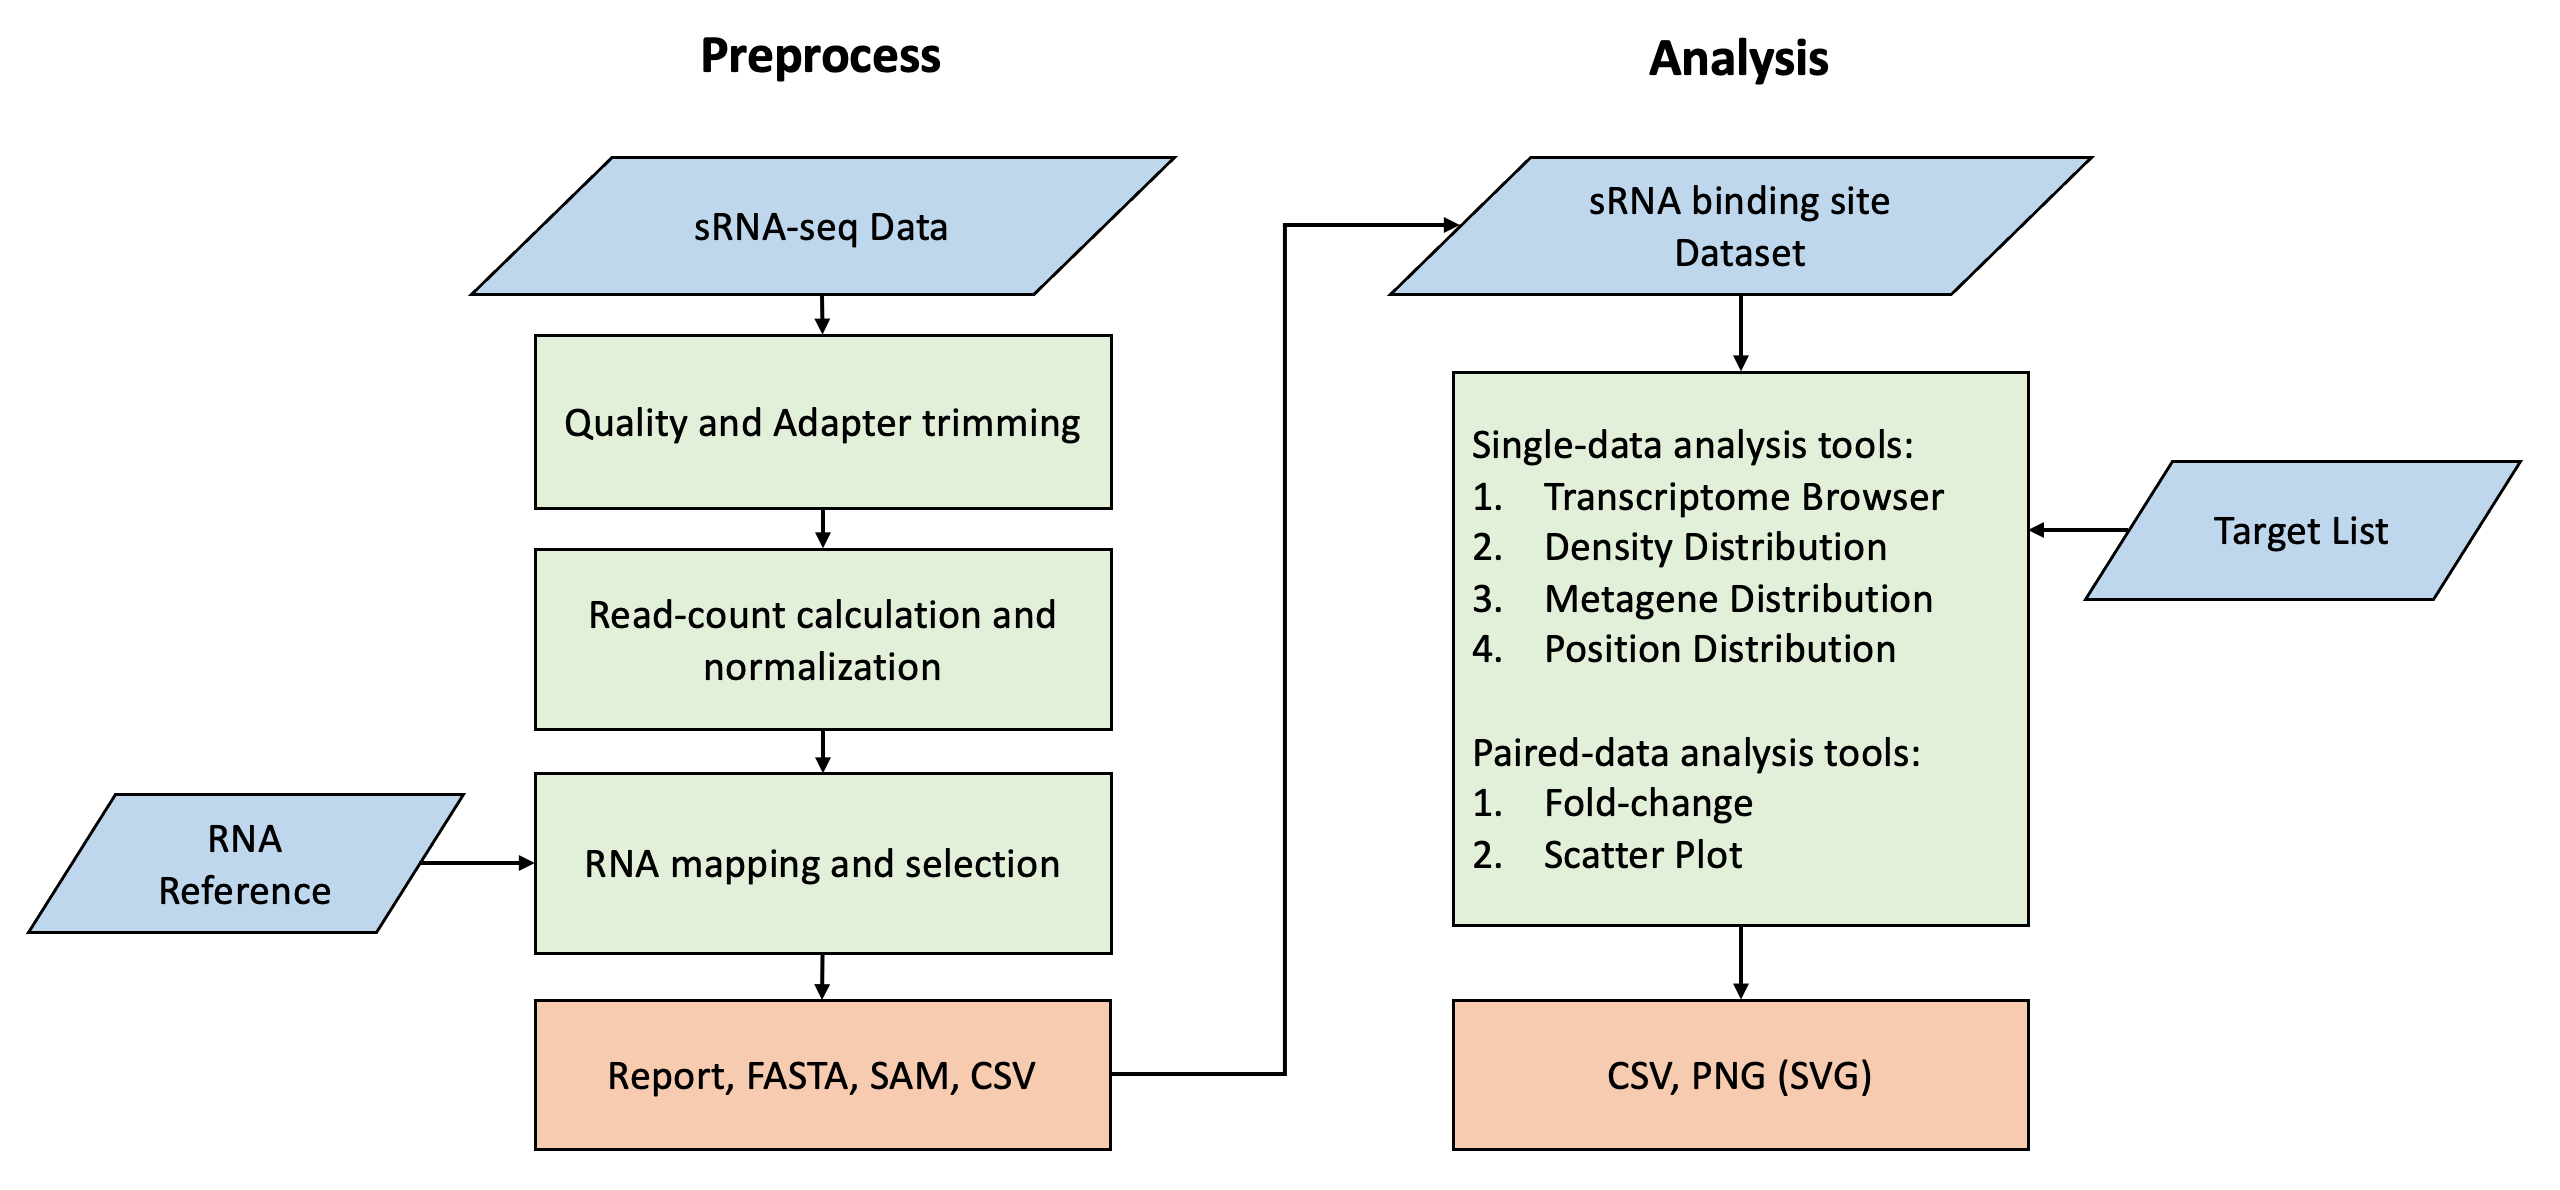 Preprocess
sRNA-seq Data
Quality and Adapter trimming
Read-count calculation and
normalization
RNA
Reference
RNA mapping and selection
Report, FASTA, SAM, CSV
Analysis
sRNA binding site
Dataset
Single-data analysis tools:
1. Transcriptome Browser
2. Density Distribution
3. Metagene Distribution
4. Position Distribution
Paired-data analysis tools:
1. Fold-change
2. Scatter Plot
Target List
CSV, PNG (SVG)